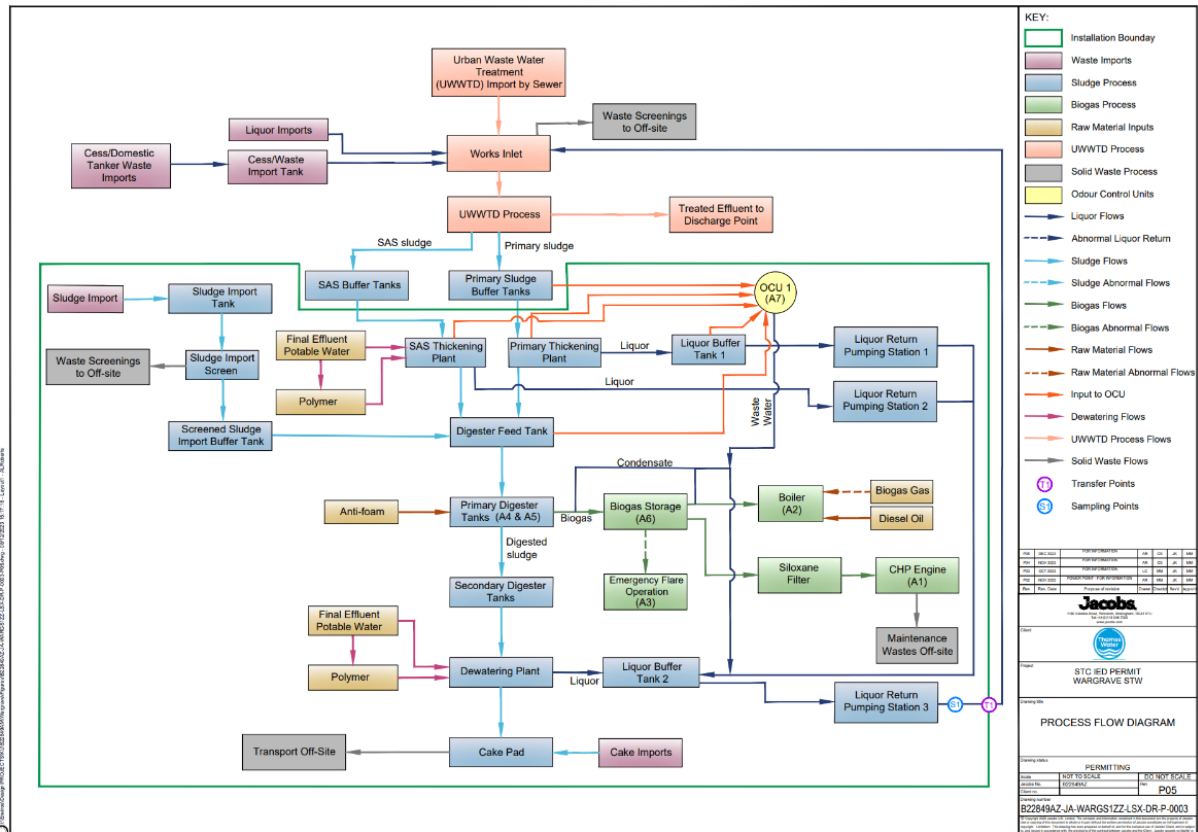 Urban Waste Water
Treatment
(UWWTD) Import by Sewer
Waste Screenings
to Off-site
Liquor Imports
Works Inlet
Cess/Domestic
Tanker Waste
Imports
Cess/Waste
Import Tank
UWWTD Process
Treated Effluent to
Discharge Point
SAS sludge
Primary sludge
SAS Buffer Tanks
Primary Sludge
Buffer Tanks
OCU 1
(A7)
Sludge Import
Sludge Import
Tank
Final Effluent
Potable Water
SAS Thickening
Plant
Primary Thickening
Plant
Liquor
Liquor Buffer
Tank 1
Liquor Return
Pumping Station 1
Waste Screenings
to Off-site
Sludge Import
Screen
Polymer
Liquor
Liquor Return
Pumping Station 2
Waste
Water
Screened Sludge
Import Buffer Tank
Digester Feed Tank
Condensate
Anti-foam
Primary Digester
Tanks (A4 & A5)
Biogas
Biogas Storage
(A6)
Boiler
(A2)
Biogas Gas
Diesel Oil
Digested
sludge
Secondary Digester
Tanks
Emergency Flare
Operation
(A3)
Siloxane
Filter
CHP Engine
(A1)
Maintenance
Wastes Off-site
Final Effluent
Potable Water
Polymer
Dewatering Plant
Liquor
Liquor Buffer
Tank 2
Liquor Return
Pumping Station 3
S1
T1
Transport Off-Site
Cake Pad
Cake Imports
KEY:
Installation Bounday
Waste Imports
Sludge Process
Biogas Process
Raw Material Inputs
UWWTD Process
Solid Waste Process
Odour Control Units
Liquor Flows
Abnormal Liquor Return
Sludge Flows
Sludge Abnormal Flows
Biogas Flows
Biogas Abnormal Flows
Raw Material Flows
Raw Material Abnormal Flows
Input to OCU
Dewatering Flows
UWWTD Process Flows
Solid Waste Flows
T1 Transfer Points
S1 Sampling Points
Jacobs
Client
Thames
Water
Project
STC IED PERMIT
WARGRAVE STW
Drawing title
PROCESS FLOW DIAGRAM
Drawing status
PERMITTING
Scale NOT TO SCALE DO NOT SCALE
P05
B22849AZ-JA-WARGS1ZZ-LSX-DR-P-0003